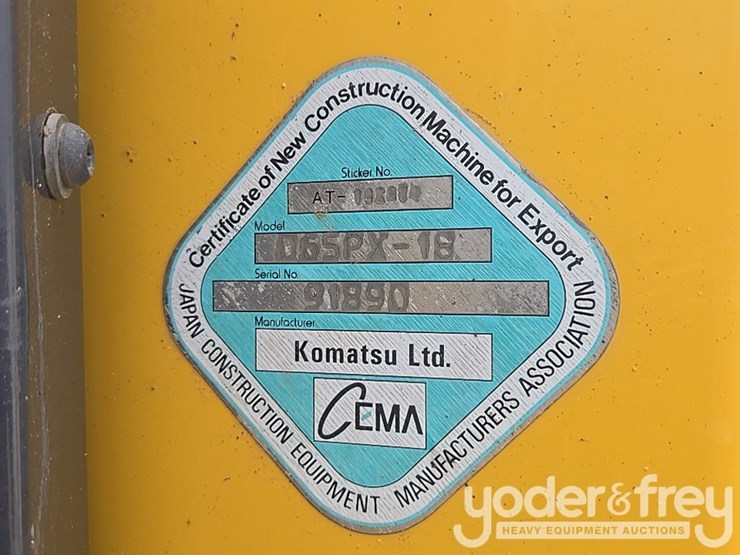 Certificate of New Construction Machine for Export
Sticker No.
AT-
Model
D65PX-18
Serial No.
91890
Manufacturer
Komatsu Ltd.
CEMA
JAPAN CONSTRUCTION EQUIPMENT MANUFACTURERS ASSOCIATION
yoder&frey
HEAVY EQUIPMENT AUCTIONS